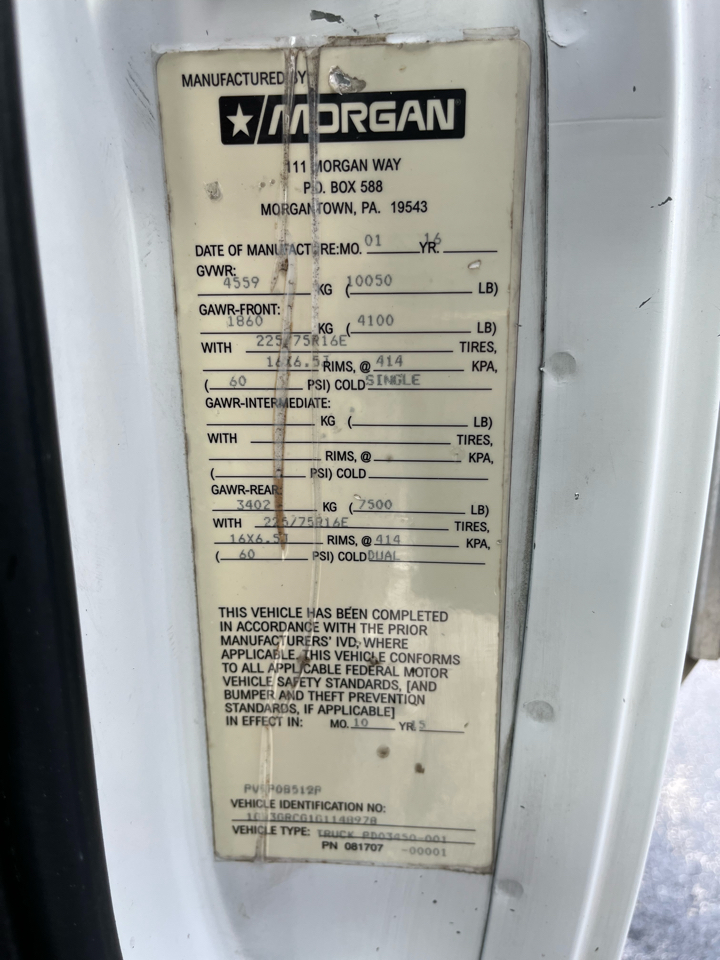 MANUFACTURED BY
MORGAN
111 MORGAN WAY
P.O. BOX 588
MORGANTOWN, PA. 19543
DATE OF MANUFACTURE: MO. 01 YR. 16
GVWR:
4559 KG (10050 LB)
GAWR-FRONT:
1860 KG (4100 LB)
WITH 225/75R16E TIRES,
16X6.5J RIMS, @ 414 KPA,
(60 PSI) COLD SINGLE
GAWR-INTERMEDIATE:
KG ( LB)
WITH TIRES,
RIMS, @ KPA,
( PSI) COLD
GAWR-REAR:
3402 KG (7500 LB)
WITH 225/75R16E TIRES,
16X6.5J RIMS, @ 414 KPA,
(60 PSI) COLD DUAL
THIS VEHICLE HAS BEEN COMPLETED
IN ACCORDANCE WITH THE PRIOR
MANUFACTURERS' IVD, WHERE
APPLICABLE. THIS VEHICLE CONFORMS
TO ALL APPLICABLE FEDERAL MOTOR
VEHICLE SAFETY STANDARDS, [AND
BUMPER AND THEFT PREVENTION
STANDARDS, IF APPLICABLE]
IN EFFECT IN: MO. 10 YR. 15
VEHICLE IDENTIFICATION NO:
VEHICLE TYPE: TRUCK
PN 081707 -00001